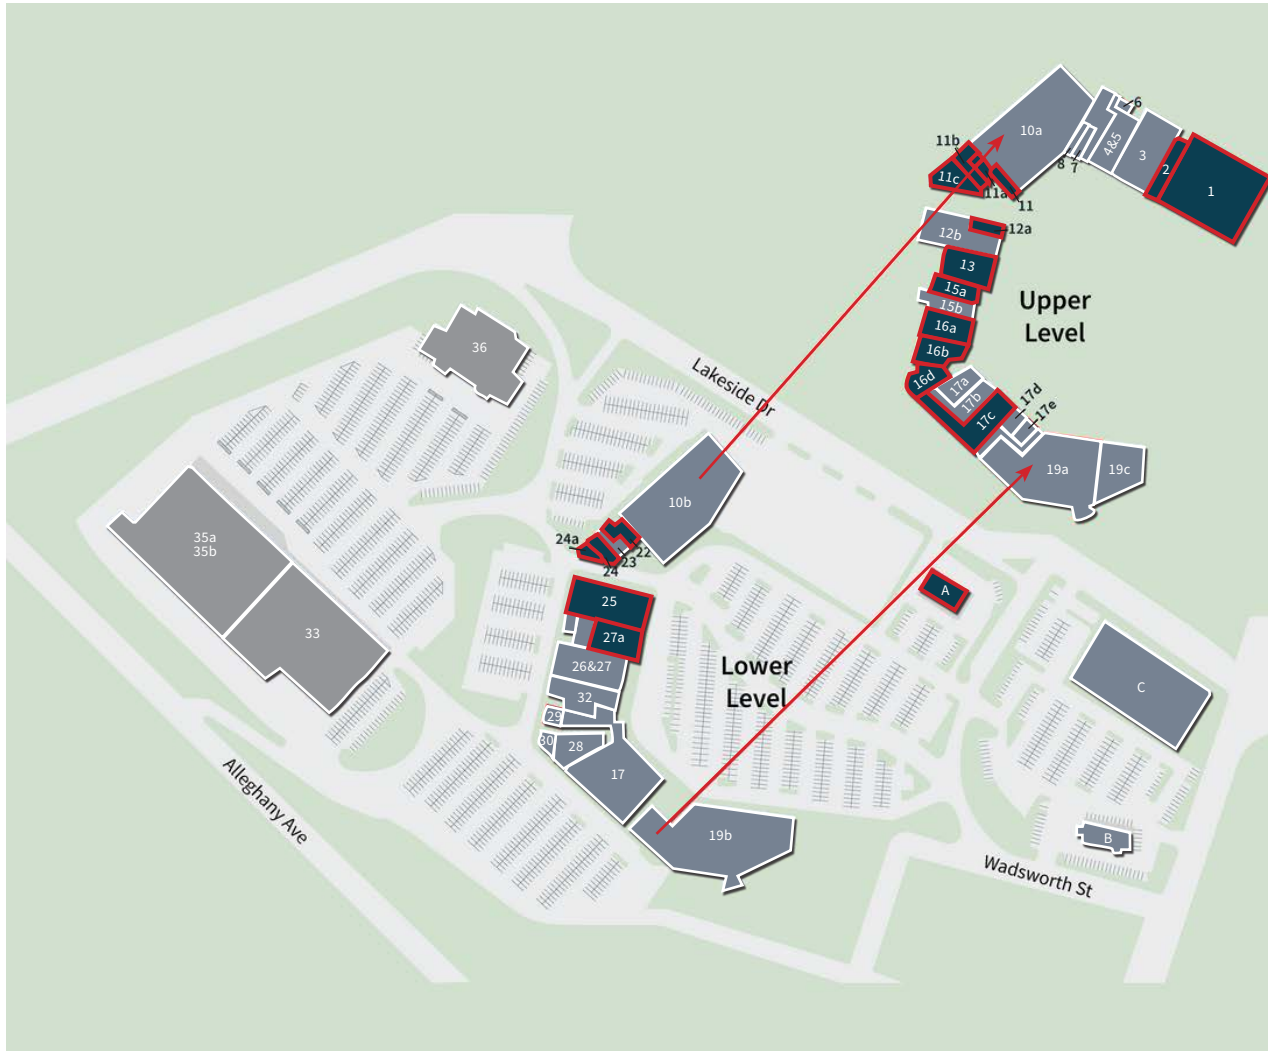 6
10a
4&5
3
2
1
8
7
11b
11c
11a
11
12a
12b
13
15a
15b
16a
16b
16d
17a
17b
17c
17d
17e
19a
19c
Upper
Level
36
Lakeside Dr
10b
35a
35b
33
24a
22
23
24
25
27a
26&27
32
29
30
28
17
19b
Lower
Level
A
C
B
Alleghany Ave
Wadsworth St